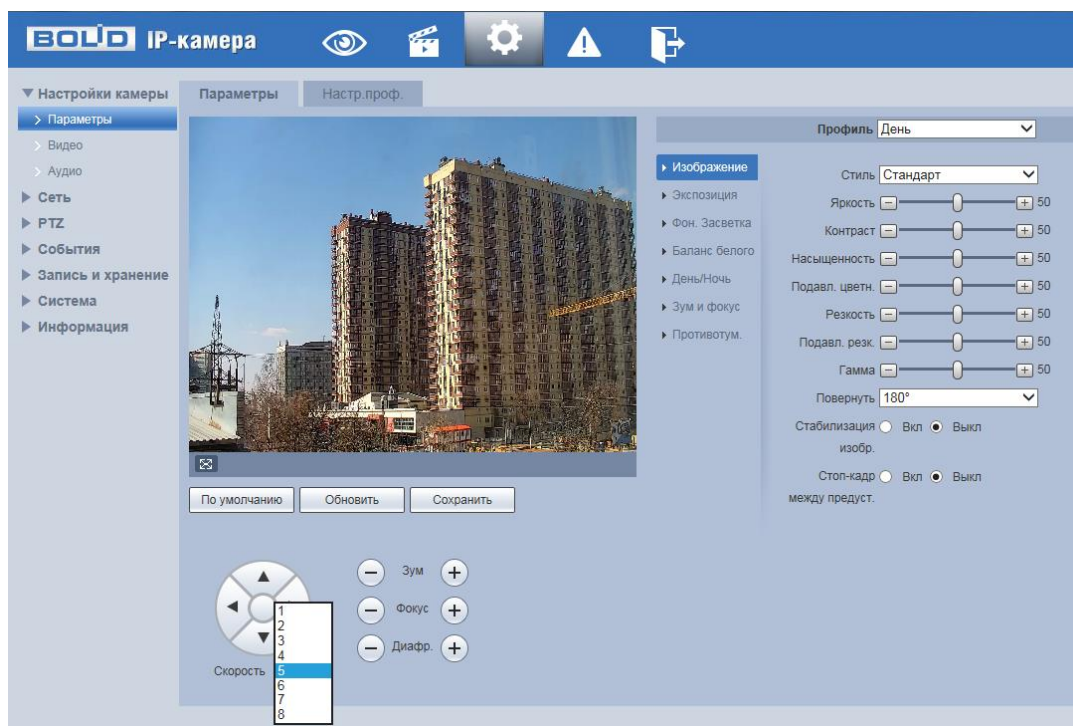 BOLID IP-камера
Настройки камеры
Параметры
Видео
Аудио
Сеть
PTZ
События
Запись и хранение
Система
Информация
Параметры
Настр.проф.
По умолчанию
Обновить
Сохранить
Зум
Фокус
Диафр.
Скорость
1
2
3
4
5
6
7
8
Профиль День
Изображение
Экспозиция
Фон. Засветка
Баланс белого
День/Ночь
Зум и фокус
Противотум.
Стиль Стандарт
Яркость 50
Контраст 50
Насыщенность 50
Подавл. цветн. 50
Резкость 50
Подавл. резк. 50
Гамма 50
Повернуть 180°
Стабилизация Вкл Выкл
изобр.
Стоп-кадр Вкл Выкл
между предуст.